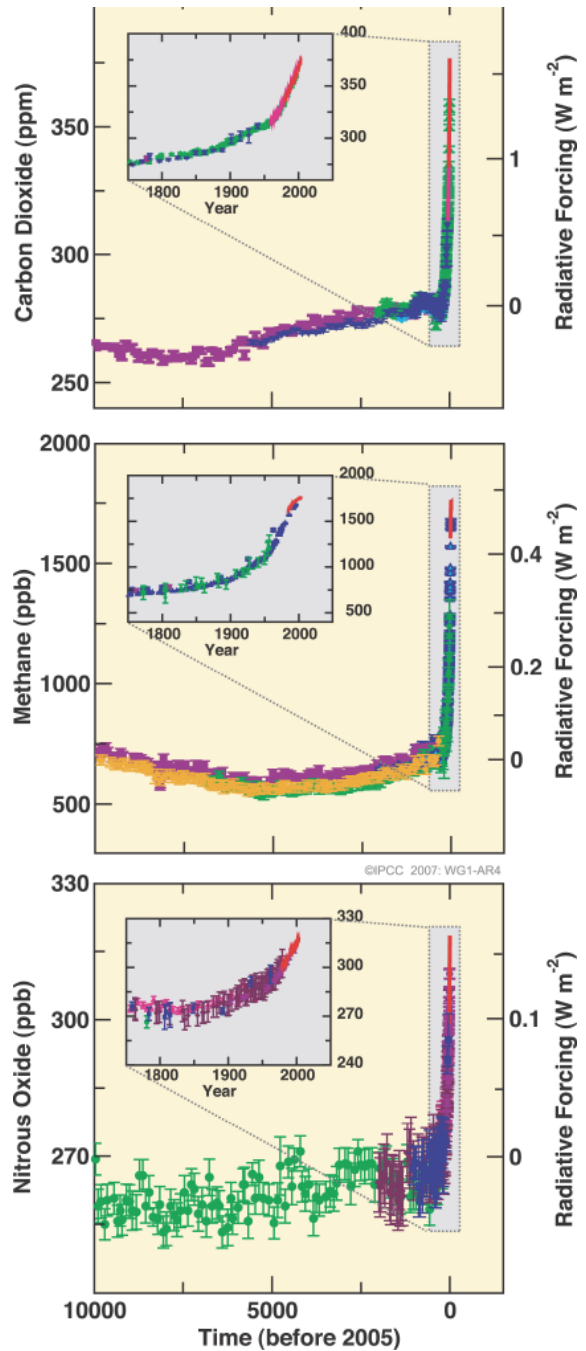 400
350
300
1800 1900 2000
Year
Carbon Dioxide (ppm)
350
300
250
1
0
Radiative Forcing (W m-2)
2000
1500
1000
500
1800 1900 2000
Year
Methane (ppb)
2000
1500
1000
500
0.4
0.2
0
Radiative Forcing (W m-2)
©IPCC 2007: WG1-AR4
330
300
270
240
1800 1900 2000
Year
Nitrous Oxide (ppb)
330
300
270
0.1
0
Radiative Forcing (W m-2)
10000 5000 0
Time (before 2005)